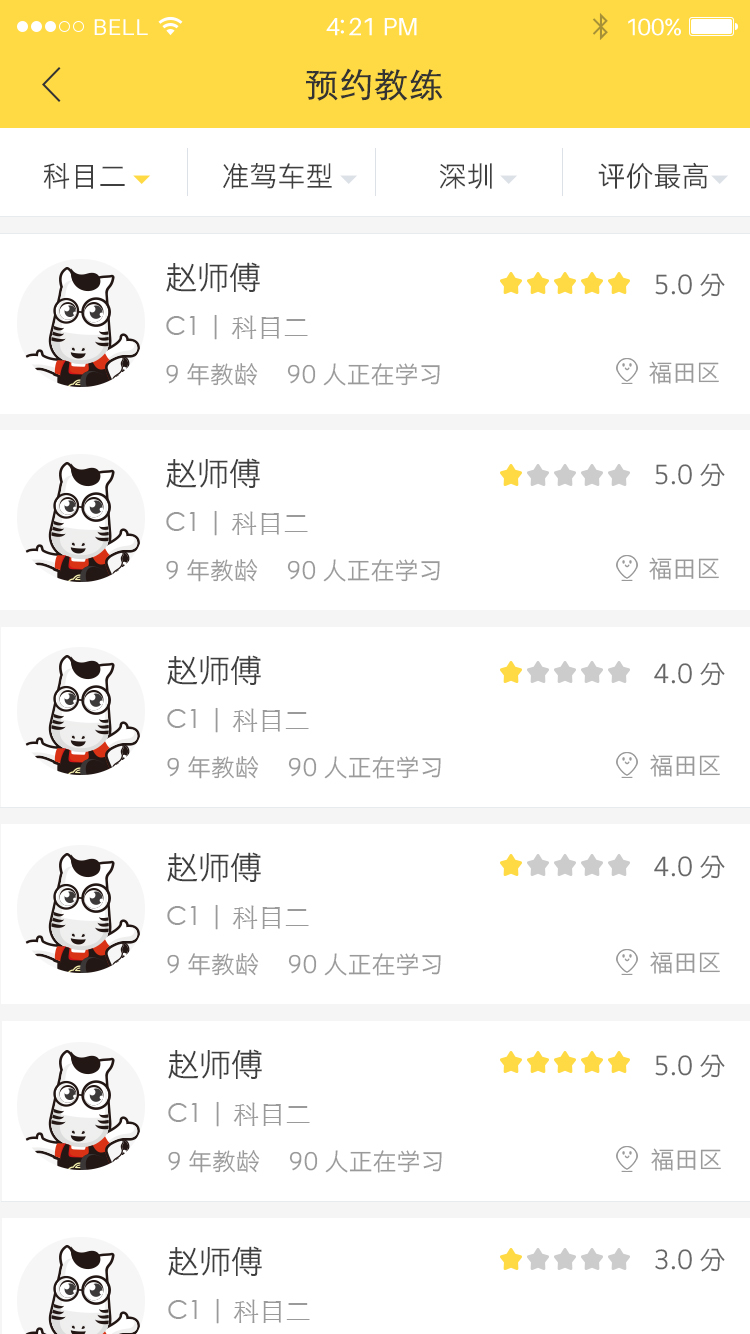 BELL 4:21 PM 100%
预约教练
科目二 准驾车型 深圳 评价最高
赵师傅 5.0 分
C1 | 科目二
9 年教龄 90 人正在学习 福田区
赵师傅 5.0 分
C1 | 科目二
9 年教龄 90 人正在学习 福田区
赵师傅 4.0 分
C1 | 科目二
9 年教龄 90 人正在学习 福田区
赵师傅 4.0 分
C1 | 科目二
9 年教龄 90 人正在学习 福田区
赵师傅 5.0 分
C1 | 科目二
9 年教龄 90 人正在学习 福田区
赵师傅 3.0 分
C1 | 科目二